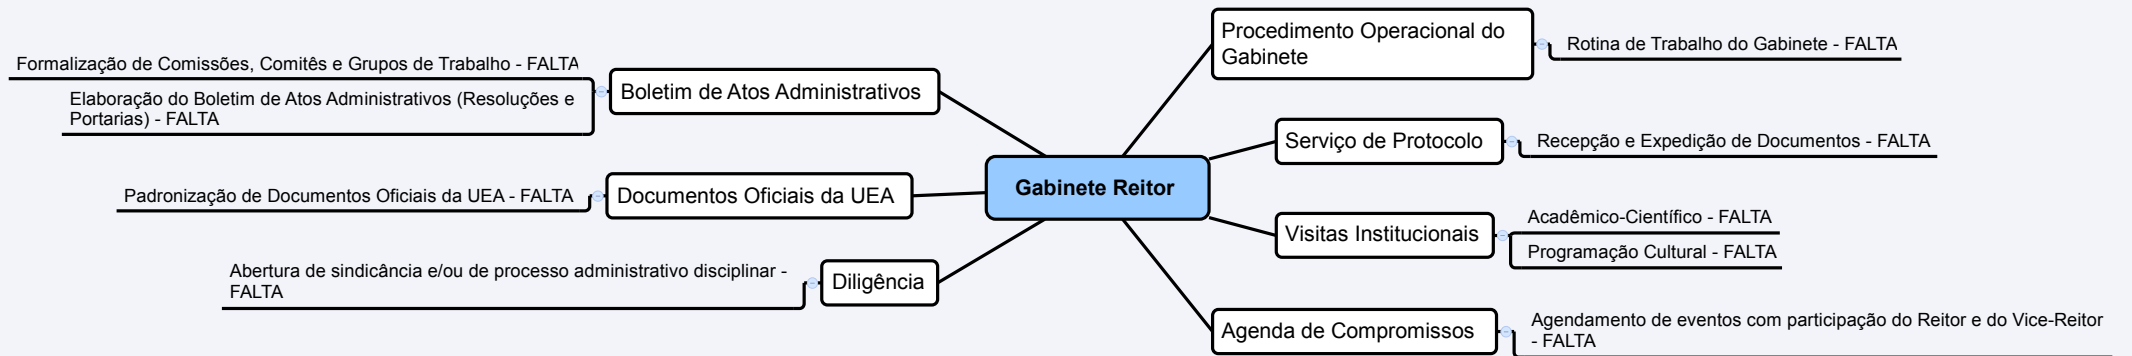 Formalização de Comissões, Comitês e Grupos de Trabalho - FALTA
Elaboração do Boletim de Atos Administrativos (Resoluções e
Portarias) - FALTA
Boletim de Atos Administrativos
Padronização de Documentos Oficiais da UEA - FALTA
Documentos Oficiais da UEA
Abertura de sindicância e/ou de processo administrativo disciplinar -
FALTA
Diligência
Gabinete Reitor
Procedimento Operacional do
Gabinete
Rotina de Trabalho do Gabinete - FALTA
Serviço de Protocolo
Recepção e Expedição de Documentos - FALTA
Visitas Institucionais
Acadêmico-Científico - FALTA
Programação Cultural - FALTA
Agenda de Compromissos
Agendamento de eventos com participação do Reitor e do Vice-Reitor
- FALTA